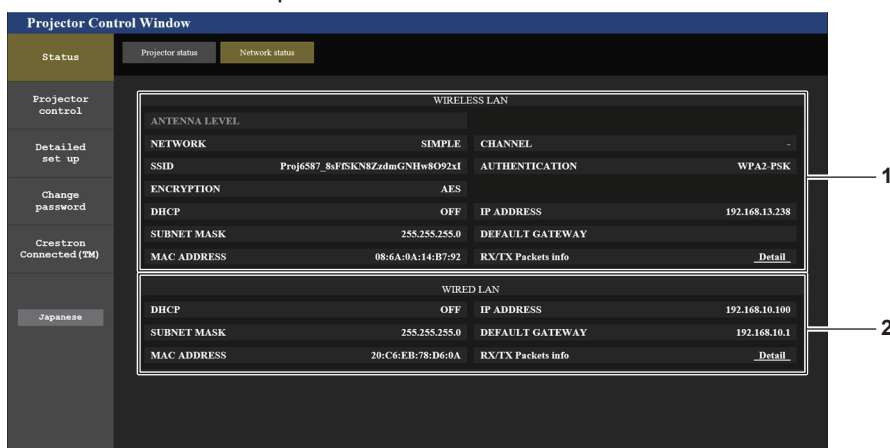 Projector Control Window
Status
Projector status
Network status
Projector
control
Detailed
set up
Change
password
Crestron
Connected(TM)
Japanese
WIRELESS LAN
ANTENNA LEVEL
NETWORK SIMPLE CHANNEL -
SSID Proj6587_8sFfSKN8ZzdmGNHw8O92xI AUTHENTICATION WPA2-PSK
ENCRYPTION AES
DHCP OFF IP ADDRESS 192.168.13.238
SUBNET MASK 255.255.255.0 DEFAULT GATEWAY
MAC ADDRESS 08:6A:0A:14:B7:92 RX/TX Packets info Detail
1
WIRED LAN
DHCP OFF IP ADDRESS 192.168.10.100
SUBNET MASK 255.255.255.0 DEFAULT GATEWAY 192.168.10.1
MAC ADDRESS 20:C6:EB:78:D6:0A RX/TX Packets info Detail
2